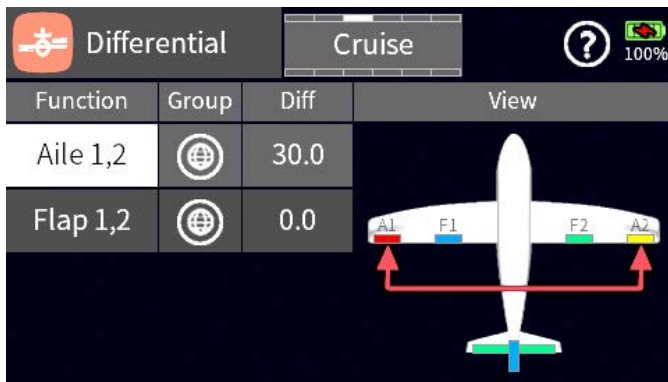 Differential
Cruise
?
100%
Function Group Diff View
Aile 1,2 30.0
Flap 1,2 0.0
A1 F1 F2 A2